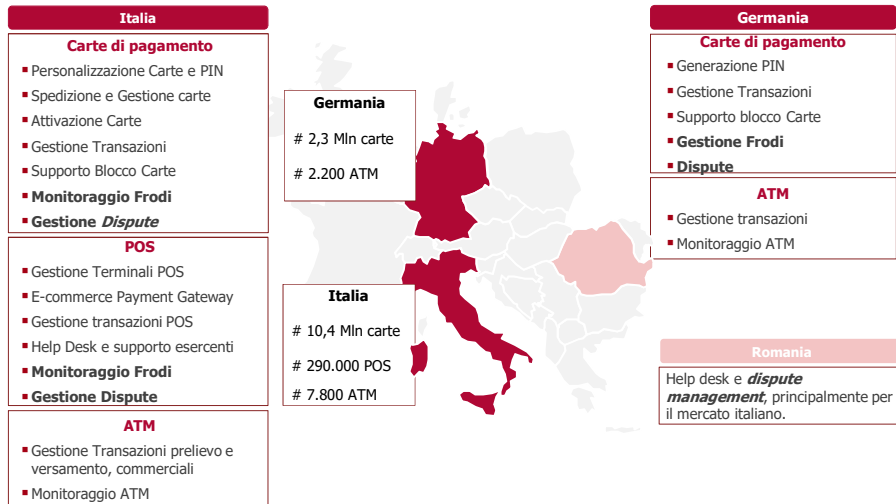 Italia
Carte di pagamento
Personalizzazione Carte e PIN
Spedizione e Gestione carte
Attivazione Carte
Gestione Transazioni
Supporto Blocco Carte
Monitoraggio Frodi
Gestione Dispute
POS
Gestione Terminali POS
E-commerce Payment Gateway
Gestione transazioni POS
Help Desk e supporto esercenti
Monitoraggio Frodi
Gestione Dispute
ATM
Gestione Transazioni prelievo e
versamento, commerciali
Monitoraggio ATM
Germania
# 2,3 Mln carte
# 2.200 ATM
Italia
# 10,4 Mln carte
# 290.000 POS
# 7.800 ATM
Germania
Carte di pagamento
Generazione PIN
Gestione Transazioni
Supporto blocco Carte
Gestione Frodi
Dispute
ATM
Gestione transazioni
Monitoraggio ATM
Romania
Help desk e dispute
management, principalmente per
il mercato italiano.